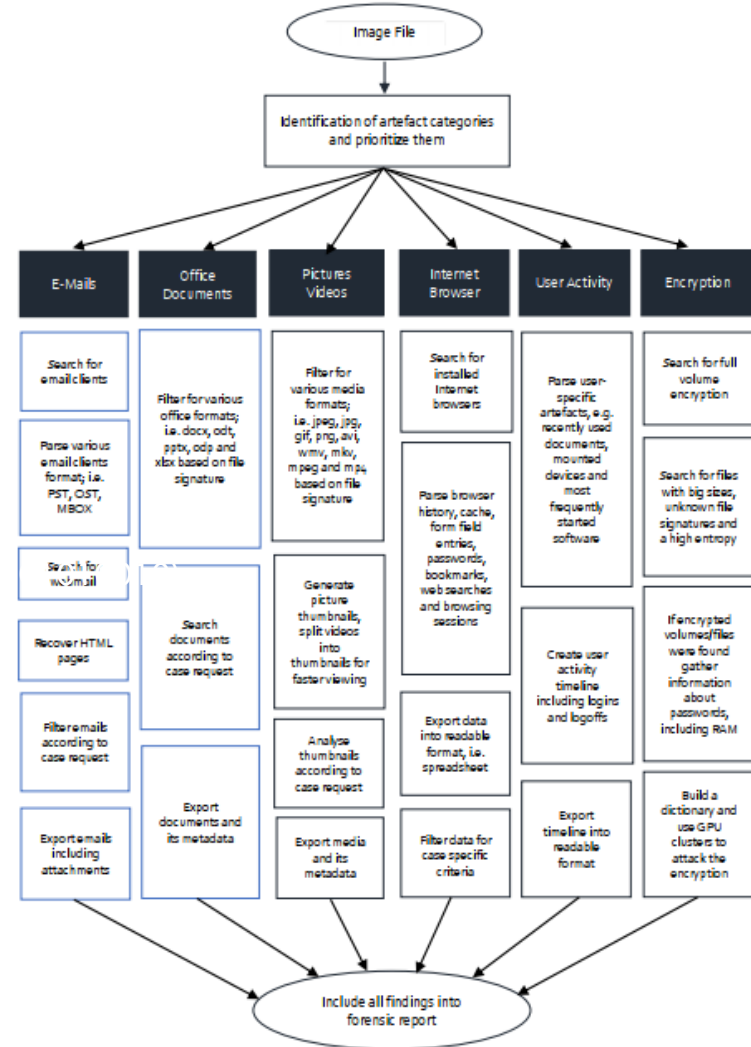 Image File
Identification of artefact categories
and prioritize them
E-Mails
Office
Documents
Pictures
Videos
Internet
Browser
User Activity
Encryption
Search for
email clients
Parse various
email clients
format; i.e.
PST, OST,
MBOX
Search for
webmail
Recover HTML
pages
Filter emails
according to
case request
Export emails
including
attachments
Filter for various
office formats;
i.e. docx, odt,
pptx, odp and
xlsx based on file
signature
Search
documents
according to
case request
Export
documents and
its metadata
Filter for
various media
formats;
i.e. jpeg, jpg,
gif, png, avi,
wmv, mkv,
mpeg and mp4,
based on file
signature
Generate
picture
thumbnails,
split videos
into
thumbnails for
faster viewing
Analyse
thumbnails
according to
case request
Export media
and its
metadata
Search for
installed
Internet
browsers
Parse browser
history, cache,
form field
entries,
passwords,
bookmarks,
web searches
and browsing
sessions
Export data
into readable
format, i.e.
spreadsheet
Filter data for
case specific
criteria
Parse user-
specific
artefacts, e.g.
recently used
documents,
mounted
devices and
most
frequently
started
software
Create user
activity
timeline
including logins
and logoffs
Export
timeline into
readable
format
Search for full
volume
encryption
Search for files
with big sizes,
unknown file
signatures and
a high entropy
If encrypted
volumes/files
were found
gather
information
about
passwords,
including RAM
Build a
dictionary and
use GPU
clusters to
attack the
encryption
Include all findings into
forensic report